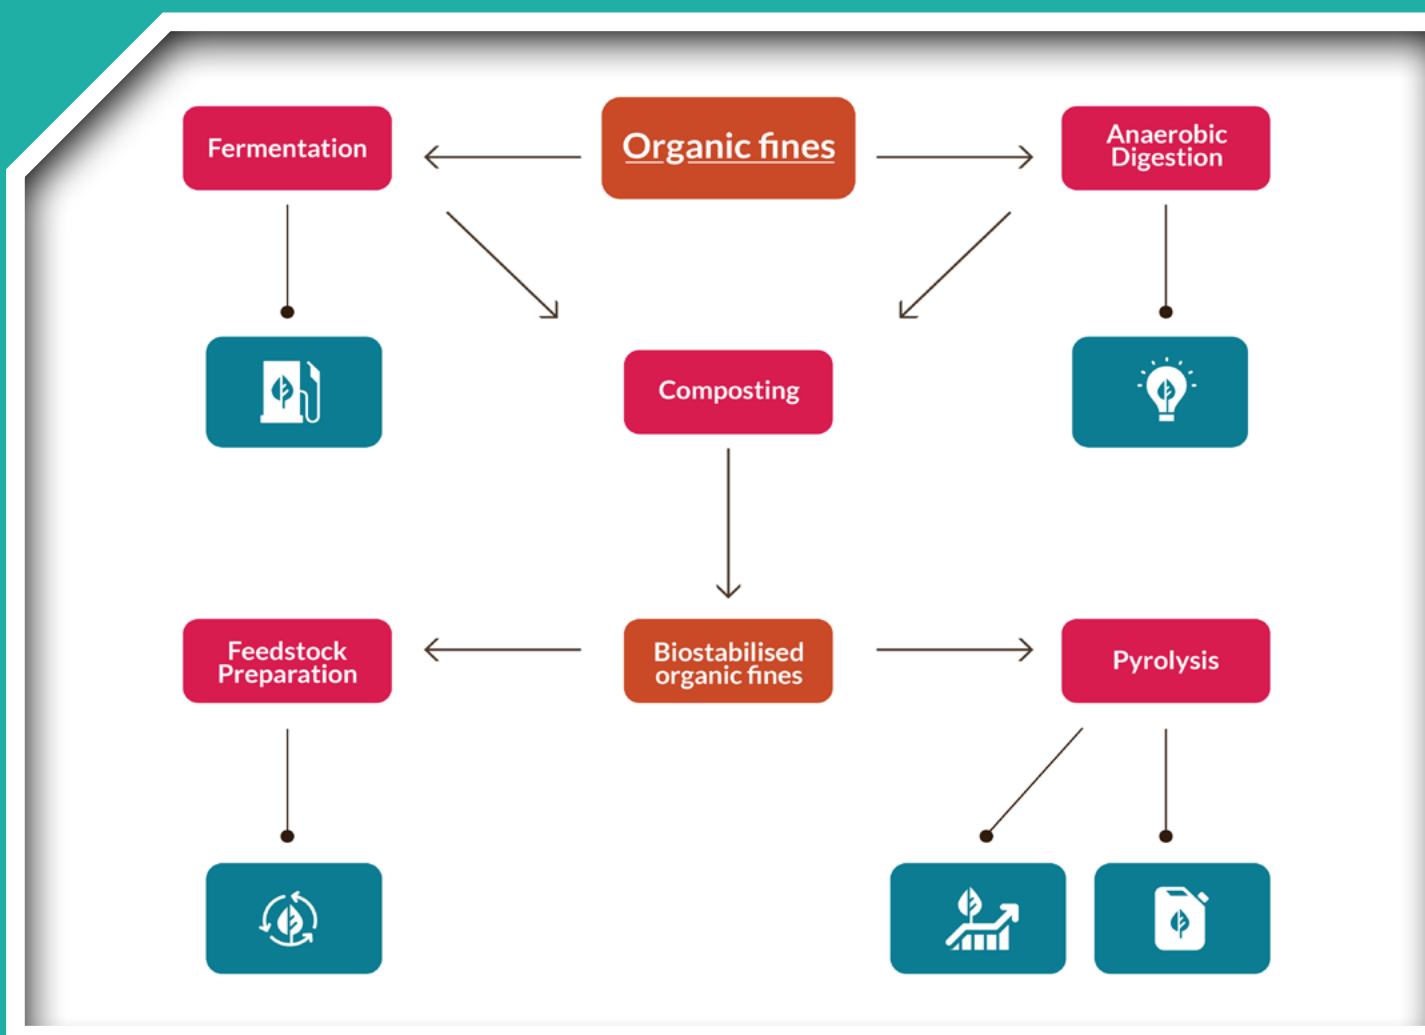 Fermentation
Organic fines
Anaerobic
Digestion
Composting
Feedstock
Preparation
Biostabilised
organic fines
Pyrolysis